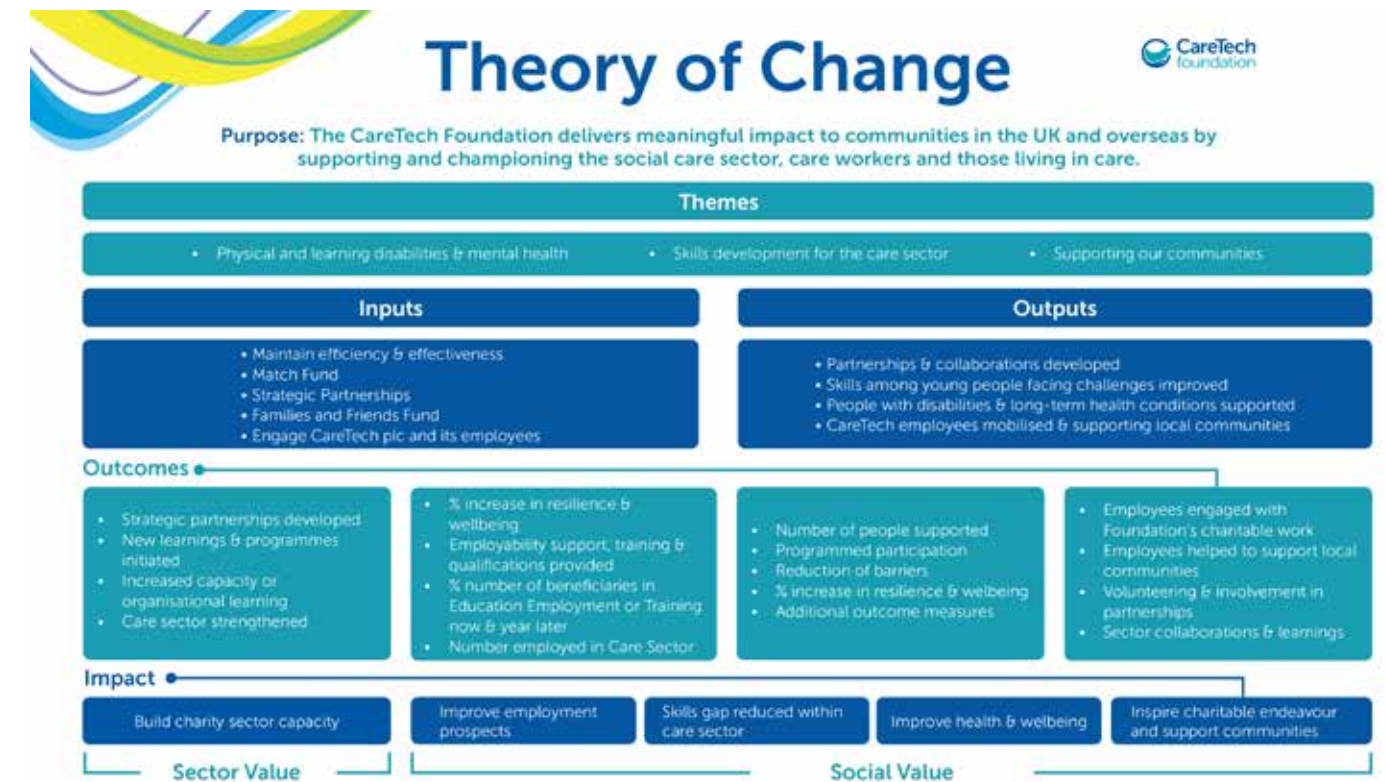 Theory of Change
CareTech
foundation
Purpose: The CareTech Foundation delivers meaningful impact to communities in the UK and overseas by
supporting and championing the social care sector, care workers and those living in care.
Themes
• Physical and learning disabilities & mental health
• Skills development for the care sector
• Supporting our communities
Inputs
• Maintain efficiency & effectiveness
• Match Fund
• Strategic Partnerships
• Families and Friends Fund
• Engage CareTech plc and its employees
Outputs
• Partnerships & collaborations developed
• Skills among young people facing challenges improved
• People with disabilities & long-term health conditions supported
• CareTech employees mobilised & supporting local communities
Outcomes
• Strategic partnerships developed
• New learnings & programmes
initiated
• Increased capacity or
organisational learning
• Care sector strengthened
• % increase in resilience &
wellbeing
• Employability support, training &
qualifications provided
• % number of beneficiaries in
Education Employment or Training
now & year later
• Number employed in Care Sector
• Number of people supported
• Programmed participation
• Reduction of barriers
• % increase in resilience & wellbeing
• Additional outcome measures
• Employees engaged with
Foundation's charitable work
• Employees helped to support local
communities
• Volunteering & involvement in
partnerships
• Sector collaborations & learnings
Impact
Build charity sector capacity
Improve employment
prospects
Skills gap reduced within
care sector
Improve health & welbeing
Inspire charitable endeavour
and support communities
Sector Value
Social Value